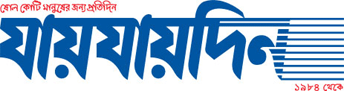 ষোল কোটি মানুষের জন্য প্রতিদিন
যায়যায়দিন
১৯৮৪ থেকে